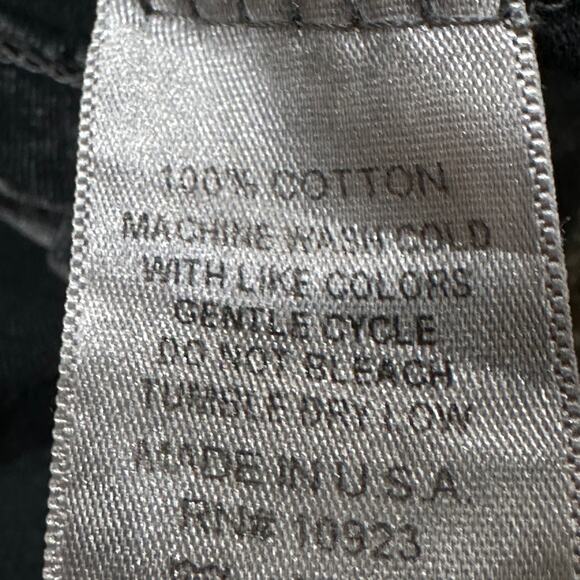 100% COTTON
MACHINE WASH COLD
WITH LIKE COLORS
GENTLE CYCLE
DO NOT BLEACH
TUMBLE DRY LOW
MADE IN U.S.A.
RN# 10923